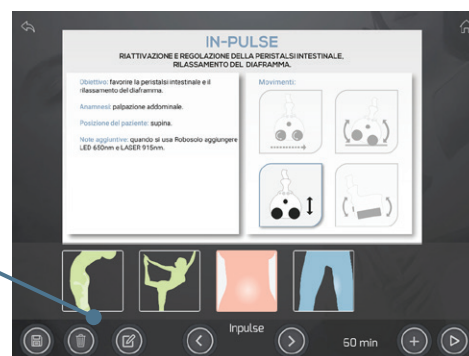 IN-PULSE
RIATTIVAZIONE E REGOLAZIONE DELLA PERISTALSI INTESTINALE,
RILASSAMENTO DEL DIAFRAMMA.
Obiettivo: favorire la peristalsi intestinale e il
rilassamento del diaframma.
Anamnesi: palpazione addominale.
Posizione del paziente: supina.
Note aggiuntive: quando si usa Robosolo aggiungere
LED 650nm e LASER 915nm.
Movimenti:
Inpulse
50 min